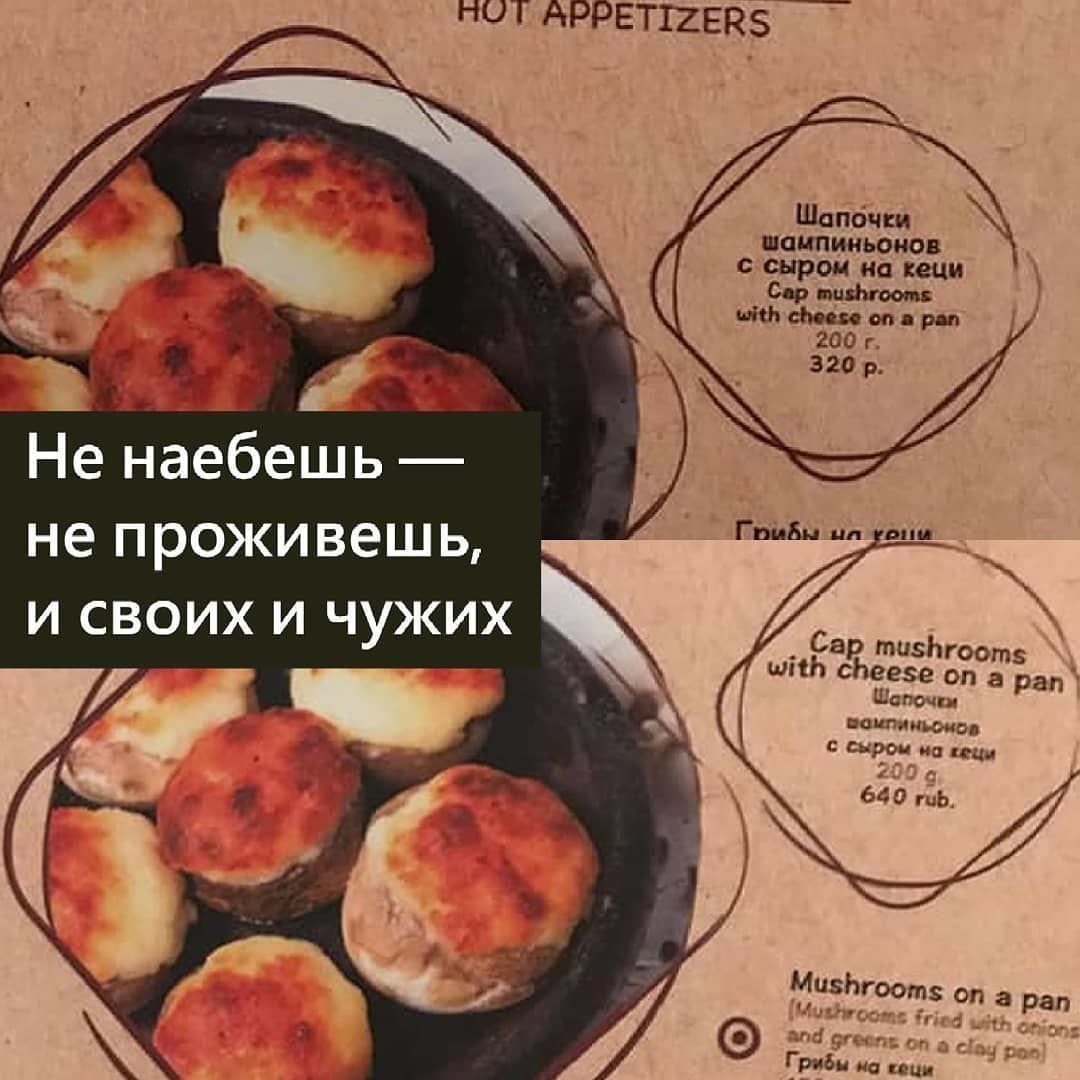 HOT APPETIZERS
Шапочки
шампиньонов
с сыром на кеци
Cap mushrooms
with cheese on a pan
200 г.
320 р.
Грибы на кеци
Не наебешь —
не проживешь,
и своих и чужих
Cap mushrooms
with cheese on a pan
Шапочки
шампиньонов
с сыром на кеци
200 g.
640 rub.
Mushrooms on a pan
[Mushrooms fried with onions
and greens on a clay pan]
Грибы на кеци